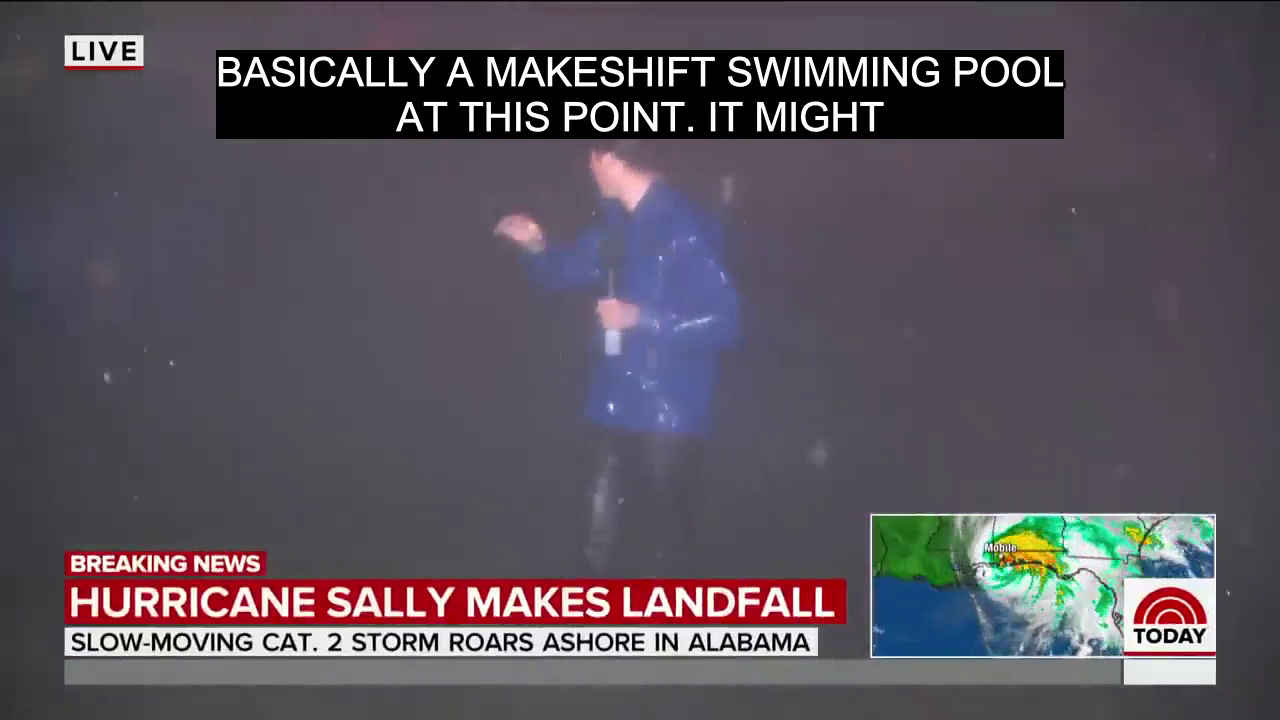 LIVE
BASICALLY A MAKESHIFT SWIMMING POOL
AT THIS POINT. IT MIGHT
BREAKING NEWS
HURRICANE SALLY MAKES LANDFALL
SLOW-MOVING CAT. 2 STORM ROARS ASHORE IN ALABAMA
Mobile
TODAY